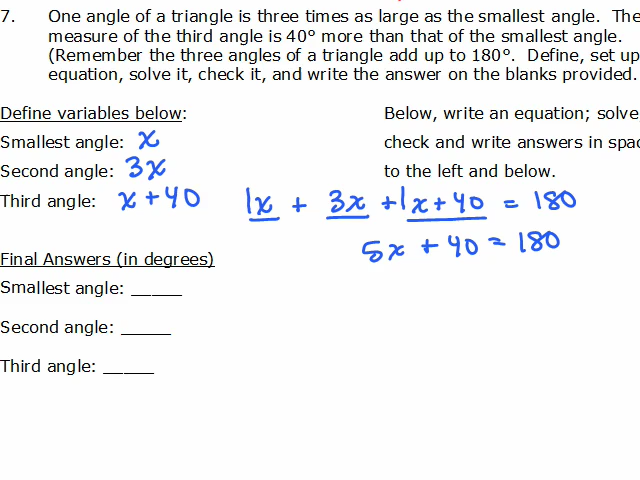 7. One angle of a triangle is three times as large as the smallest angle. The
measure of the third angle is 40° more than that of the smallest angle.
(Remember the three angles of a triangle add up to 180°. Define, set up
equation, solve it, check it, and write the answer on the blanks provided.
Define variables below: Below, write an equation; solve
Smallest angle: x check and write answers in spac
Second angle: 3x to the left and below.
Third angle: x + 40 1x + 3x + 1x + 40 = 180
5x + 40 = 180
Final Answers (in degrees)
Smallest angle: _____
Second angle: _____
Third angle: _____